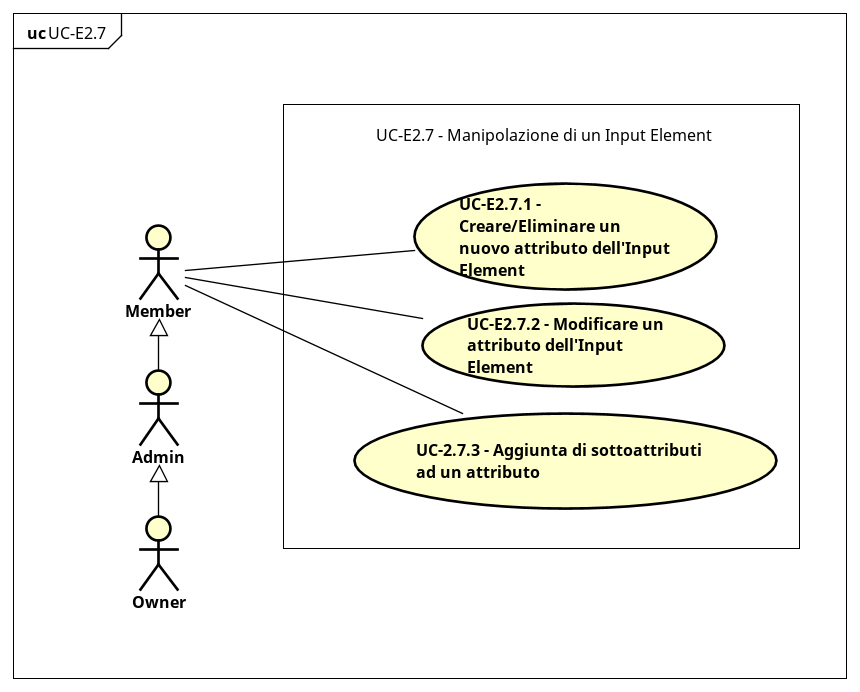 uc UC-E2.7
UC-E2.7 - Manipolazione di un Input Element
UC-E2.7.1 -
Creare/Eliminare un
nuovo attributo dell'Input
Element
Member
UC-E2.7.2 - Modificare un
attributo dell'Input
Element
UC-2.7.3 - Aggiunta di sottoattributi
ad un attributo
Admin
Owner